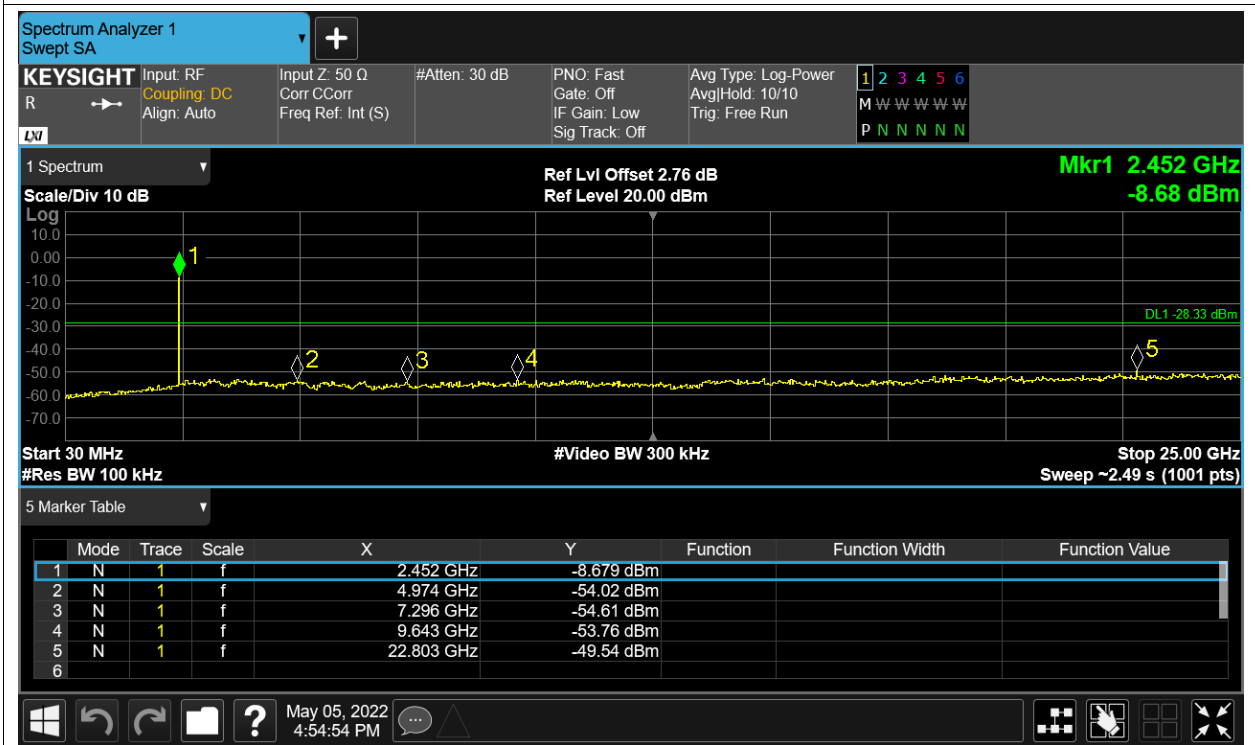 Spectrum Analyzer 1
Swept SA
KEYSIGHT Input: RF Input Z: 50 Ω #Atten: 30 dB PNO: Fast Avg Type: Log-Power 1 2 3 4 5 6
R Coupling: DC Corr CCorr Gate: Off Avg|Hold: 10/10 M W W W W W
Align: Auto Freq Ref: Int (S) IF Gain: Low Trig: Free Run
LXI Sig Track: Off P N N N N N
1 Spectrum Ref Lvl Offset 2.76 dB Mkr1 2.452 GHz
Scale/Div 10 dB Ref Level 20.00 dBm -8.68 dBm
Log
10.0
0.00 1
-10.0
-20.0
DL1 -28.33 dBm
-30.0
-40.0 2 3 4 5
-50.0
-60.0
-70.0
Start 30 MHz #Video BW 300 kHz Stop 25.00 GHz
#Res BW 100 kHz Sweep ~2.49 s (1001 pts)
5 Marker Table
Mode Trace Scale X Y Function Function Width Function Value
1 N 1 f 2.452 GHz -8.679 dBm
2 N 1 f 4.974 GHz -54.02 dBm
3 N 1 f 7.296 GHz -54.61 dBm
4 N 1 f 9.643 GHz -53.76 dBm
5 N 1 f 22.803 GHz -49.54 dBm
6
? May 05, 2022
4:54:54 PM